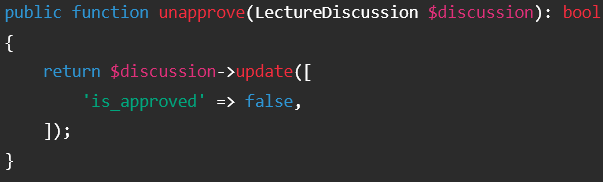 public function unapprove(LectureDiscussion $discussion): bool
{
    return $discussion->update([
        'is_approved' => false,
    ]);
}